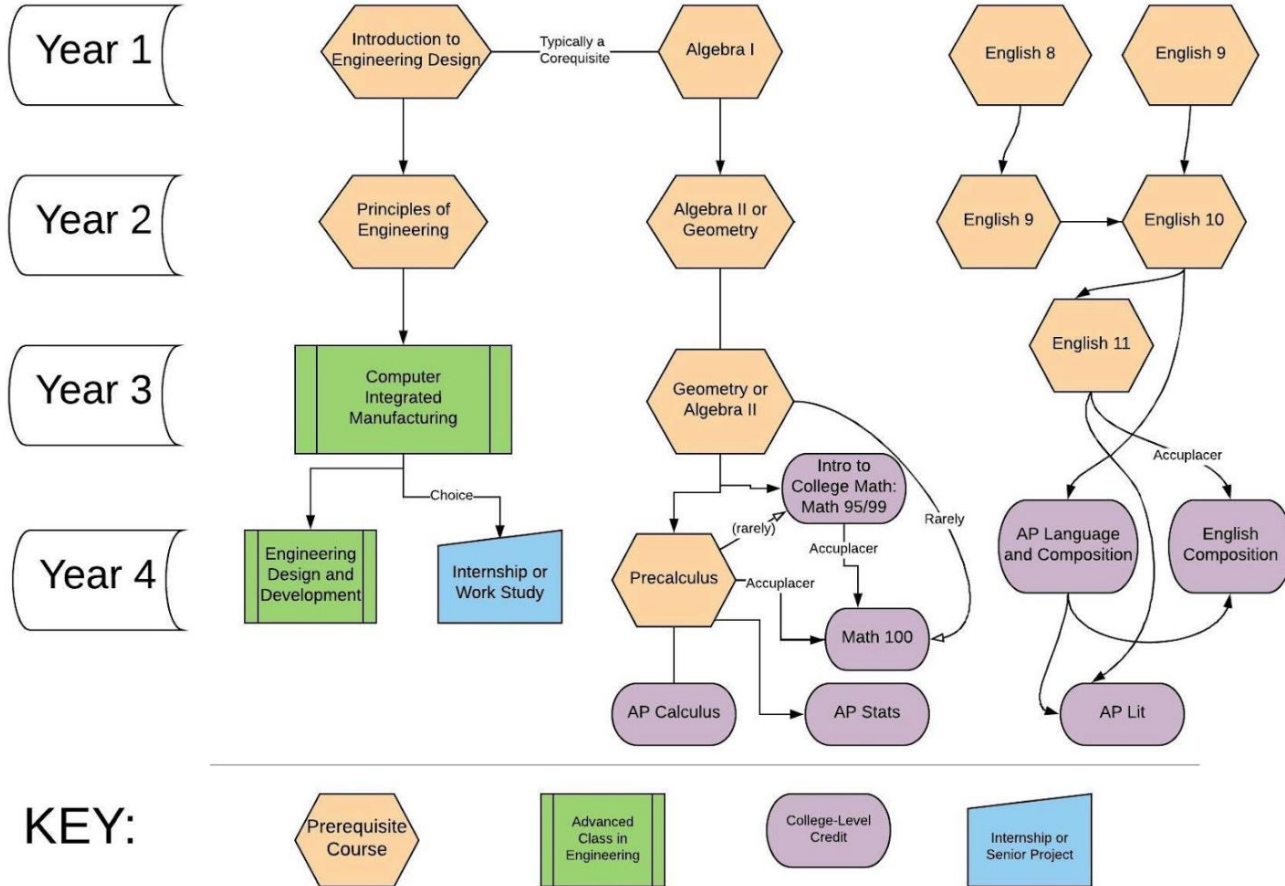 Year 1
Introduction to
Engineering Design
Typically a
Corequisite
Algebra I
English 8
English 9
Year 2
Principles of
Engineering
Algebra II or
Geometry
English 9
English 10
Year 3
Computer
Integrated
Manufacturing
Geometry or
Algebra II
English 11
Choice
Intro to
College Math:
Math 95/99
(rarely)
Rarely
Accuplacer
Year 4
Engineering
Design and
Development
Internship or
Work Study
Precalculus
Accuplacer
Accuplacer
AP Language
and Composition
English
Composition
Math 100
AP Calculus
AP Stats
AP Lit
KEY:
Prerequisite
Course
Advanced
Class in
Engineering
College-Level
Credit
Internship or
Senior Project